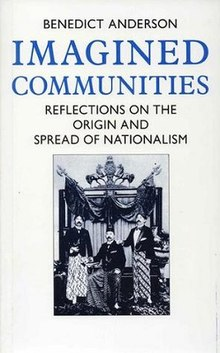 BENEDICT ANDERSON
IMAGINED
COMMUNITIES
REFLECTIONS ON THE
ORIGIN AND
SPREAD OF NATIONALISM